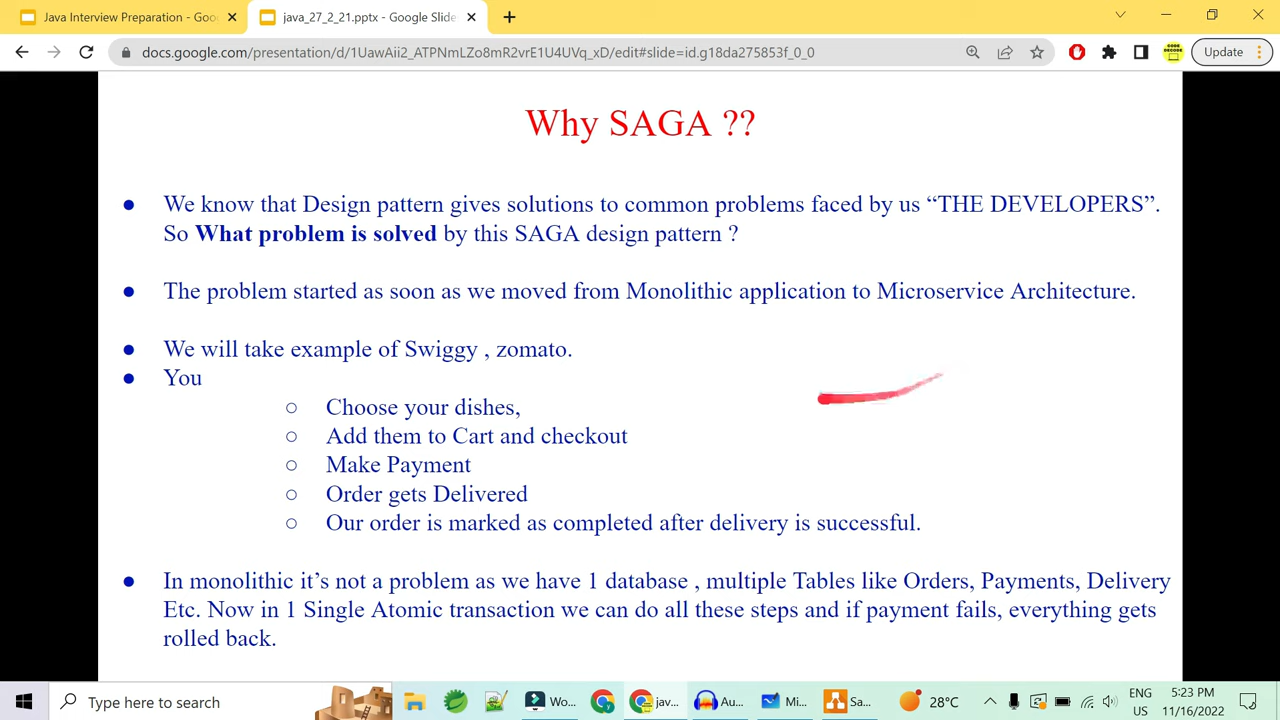 Java Interview Preparation - Goo
java_27_2_21.pptx - Google Slide
docs.google.com/presentation/d/1UawAii2_ATPNmLZo8mR2vrE1U4UVq_xD/edit#slide=id.g18da275853f_0_0
Update
Why SAGA ??
● We know that Design pattern gives solutions to common problems faced by us “THE DEVELOPERS”.
So What problem is solved by this SAGA design pattern ?
● The problem started as soon as we moved from Monolithic application to Microservice Architecture.
● We will take example of Swiggy , zomato.
● You
○ Choose your dishes,
○ Add them to Cart and checkout
○ Make Payment
○ Order gets Delivered
○ Our order is marked as completed after delivery is successful.
● In monolithic it’s not a problem as we have 1 database , multiple Tables like Orders, Payments, Delivery
Etc. Now in 1 Single Atomic transaction we can do all these steps and if payment fails, everything gets
rolled back.
Type here to search
Wo...
jav...
Au...
Mi...
Sa...
28°C
ENG
US
5:23 PM
11/16/2022